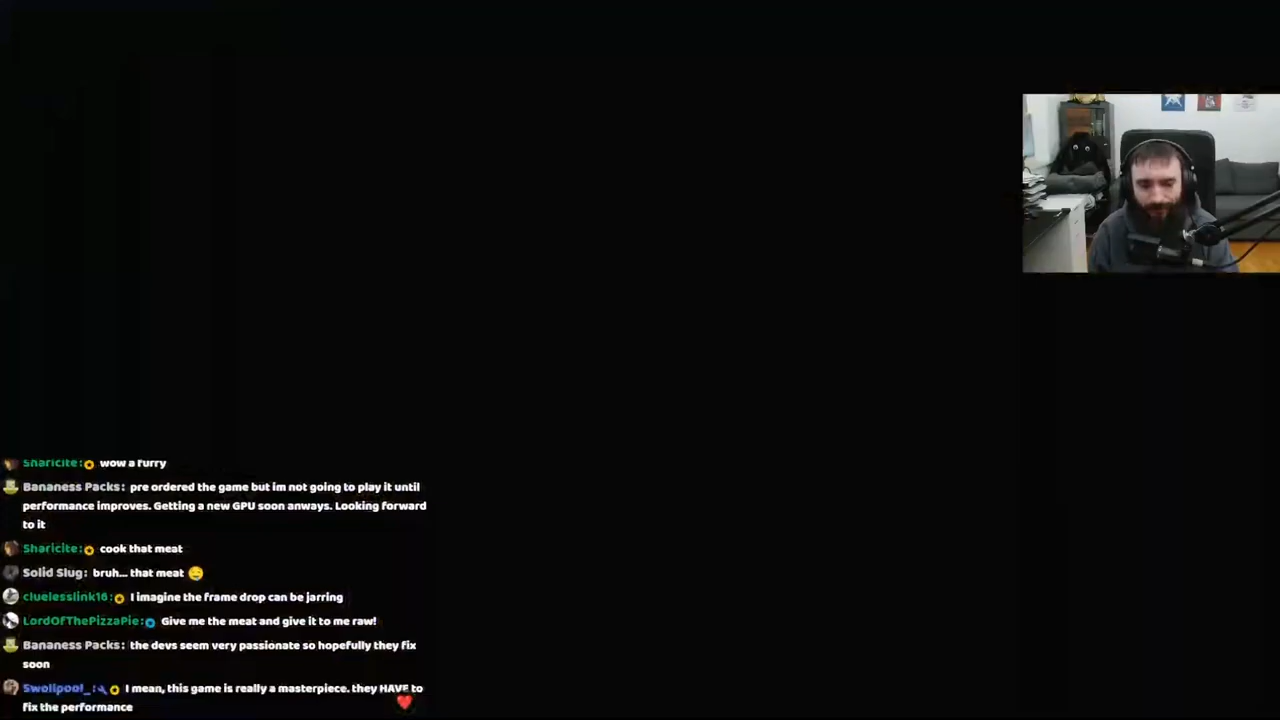 Sharicite: wow a furry
Bananess Packs: pre ordered the game but im not going to play it until
performance improves. Getting a new GPU soon anways. Looking forward
to it
Sharicite: cook that meat
Solid Slug: bruh... that meat 🤤
cluelesslink16: I imagine the frame drop can be jarring
LordOfThePizzaPie: Give me the meat and give it to me raw!
Bananess Packs: the devs seem very passionate so hopefully they fix
soon
Swollpool_: I mean, this game is really a masterpiece. they HAVE to
fix the performance